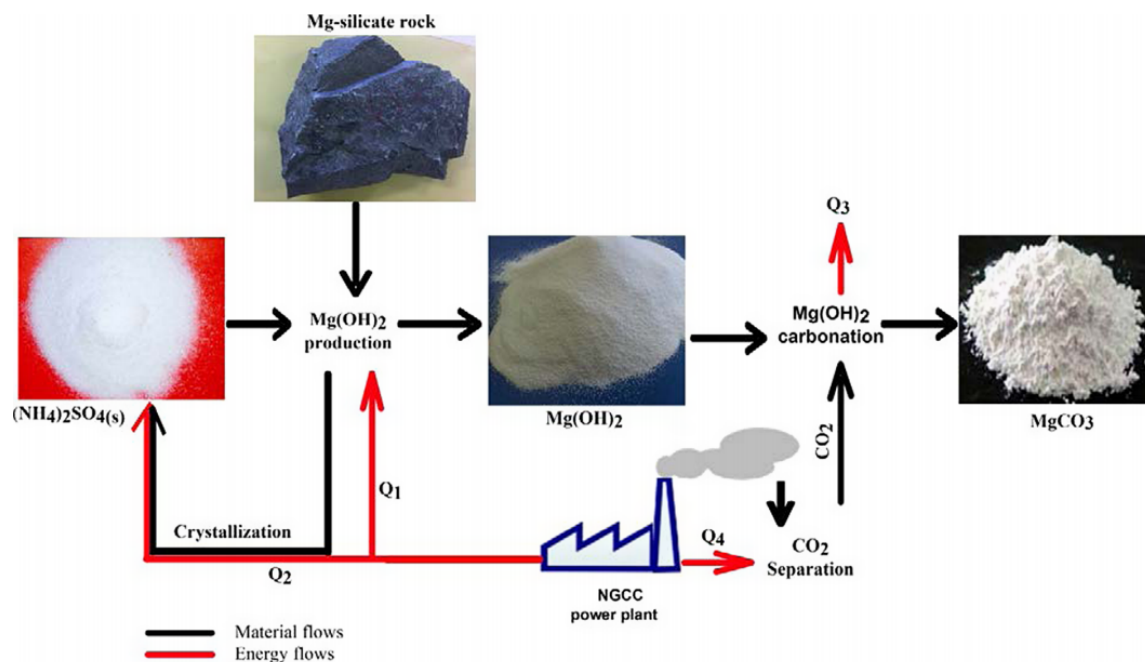 Mg-silicate rock
Q3
Mg(OH)2
production
Mg(OH)2
carbonation
(NH4)2SO4(s)
Mg(OH)2
MgCO3
CO2
Q1
Crystallization
Q2
Q4
CO2
Separation
NGCC
power plant
Material flows
Energy flows